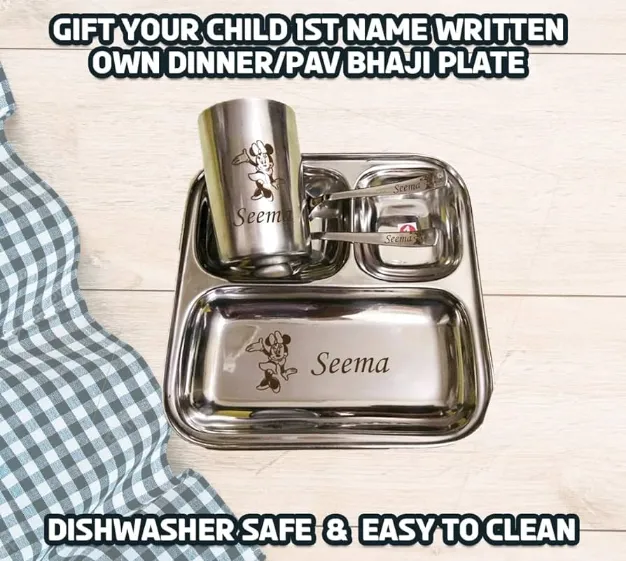 GIFT YOUR CHILD 1ST NAME WRITTEN
OWN DINNER/PAV BHAJI PLATE
Seema
Seema
Seema
Seema
DISHWASHER SAFE & EASY TO CLEAN